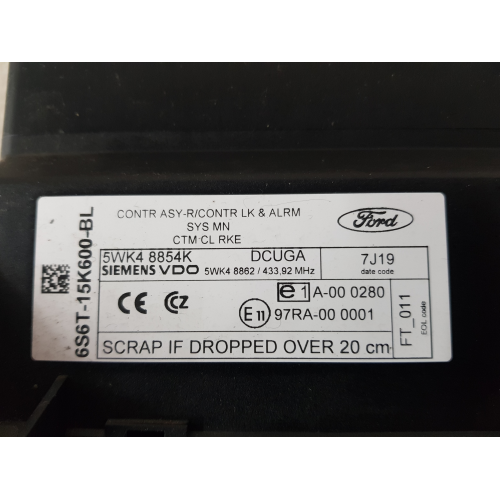 CONTR ASY-R/CONTR LK & ALRM
SYS MN
CTM CL RKE
Ford
6S6T-15K600-BL
5WK4 8854K DCUGA
SIEMENS VDO 5WK4 8862 / 433,92 MHz
7J19
date code
CE CZ
e1 A-00 0280
E11 97RA-00 0001
FT_011
EOL code
SCRAP IF DROPPED OVER 20 cm